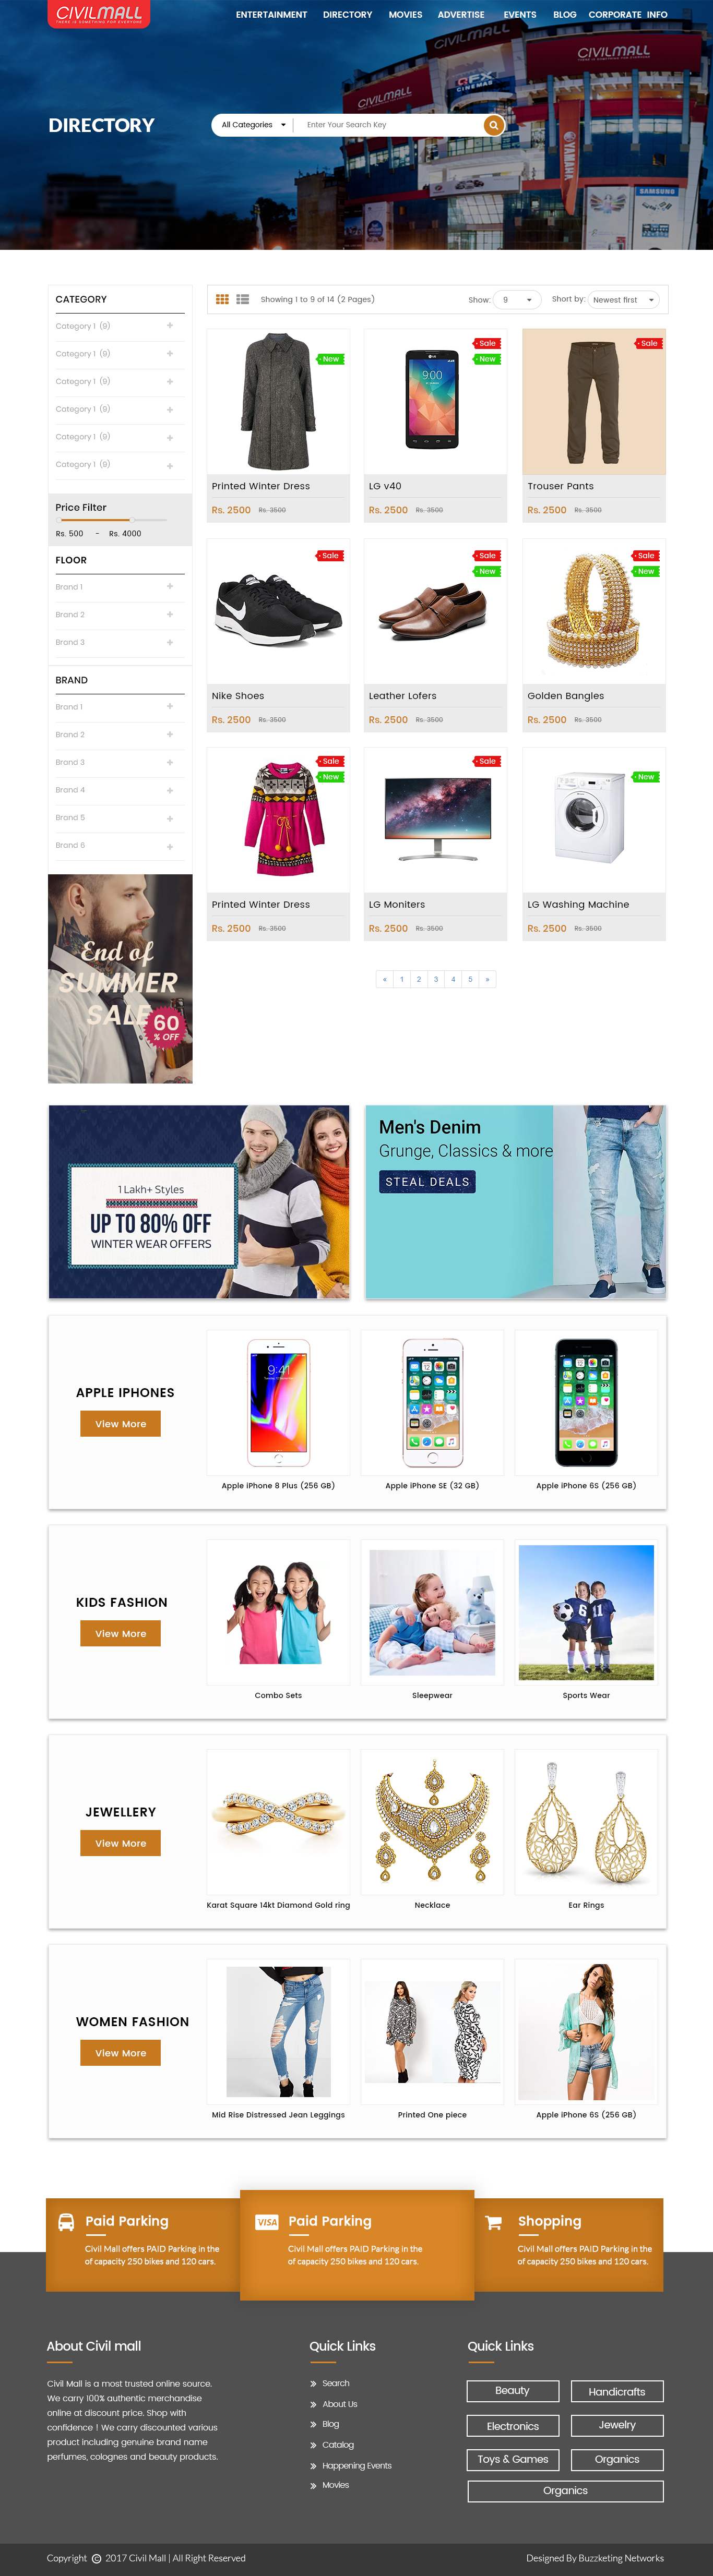 CIVILMALL
THERE IS SOMETHING FOR EVERYONE
ENTERTAINMENT DIRECTORY MOVIES ADVERTISE EVENTS BLOG CORPORATE INFO
CIVILMALL
QFX
CINEMAS
CIVILMALL
CIVILMALL
YAMAHA
SAMSUNG
DIRECTORY
All Categories Enter Your Search Key
CATEGORY
Category 1 (9)
Category 1 (9)
Category 1 (9)
Category 1 (9)
Category 1 (9)
Category 1 (9)
Price Filter
Rs. 500 - Rs. 4000
FLOOR
Brand 1
Brand 2
Brand 3
BRAND
Brand 1
Brand 2
Brand 3
Brand 4
Brand 5
Brand 6
End of
SUMMER
SALE
60
% OFF
Showing 1 to 9 of 14 (2 Pages) Show: 9 Short by: Newest first
New
Printed Winter Dress
Rs. 2500 Rs. 3500
Sale
New
9:00
LG v40
Rs. 2500 Rs. 3500
Sale
Trouser Pants
Rs. 2500 Rs. 3500
Sale
Nike Shoes
Rs. 2500 Rs. 3500
Sale
New
Leather Lofers
Rs. 2500 Rs. 3500
Sale
New
Golden Bangles
Rs. 2500 Rs. 3500
Sale
New
Printed Winter Dress
Rs. 2500 Rs. 3500
Sale
LG Moniters
Rs. 2500 Rs. 3500
New
LG Washing Machine
Rs. 2500 Rs. 3500
« 1 2 3 4 5 »
1 Lakh+ Styles
UP TO 80% OFF
WINTER WEAR OFFERS
Men's Denim
Grunge, Classics & more
STEAL DEALS
APPLE IPHONES
View More
9:41
Apple iPhone 8 Plus (256 GB)
Apple iPhone SE (32 GB)
Apple iPhone 6S (256 GB)
KIDS FASHION
View More
6 11
Combo Sets
Sleepwear
Sports Wear
JEWELLERY
View More
Karat Square 14kt Diamond Gold ring
Necklace
Ear Rings
WOMEN FASHION
View More
Mid Rise Distressed Jean Leggings
Printed One piece
Apple iPhone 6S (256 GB)
Paid Parking
Civil Mall offers PAID Parking in the
of capacity 250 bikes and 120 cars.
VISA
Paid Parking
Civil Mall offers PAID Parking in the
of capacity 250 bikes and 120 cars.
Shopping
Civil Mall offers PAID Parking in the
of capacity 250 bikes and 120 cars.
About Civil mall
Civil Mall is a most trusted online source.
We carry 100% authentic merchandise
online at discount price. Shop with
confidence ! We carry discounted various
product including genuine brand name
perfumes, colognes and beauty products.
Quick Links
Search
About Us
Blog
Catalog
Happening Events
Movies
Quick Links
Beauty
Handicrafts
Electronics
Jewelry
Toys & Games
Organics
Organics
Copyright © 2017 Civil Mall | All Right Reserved
Designed By Buzzketing Networks